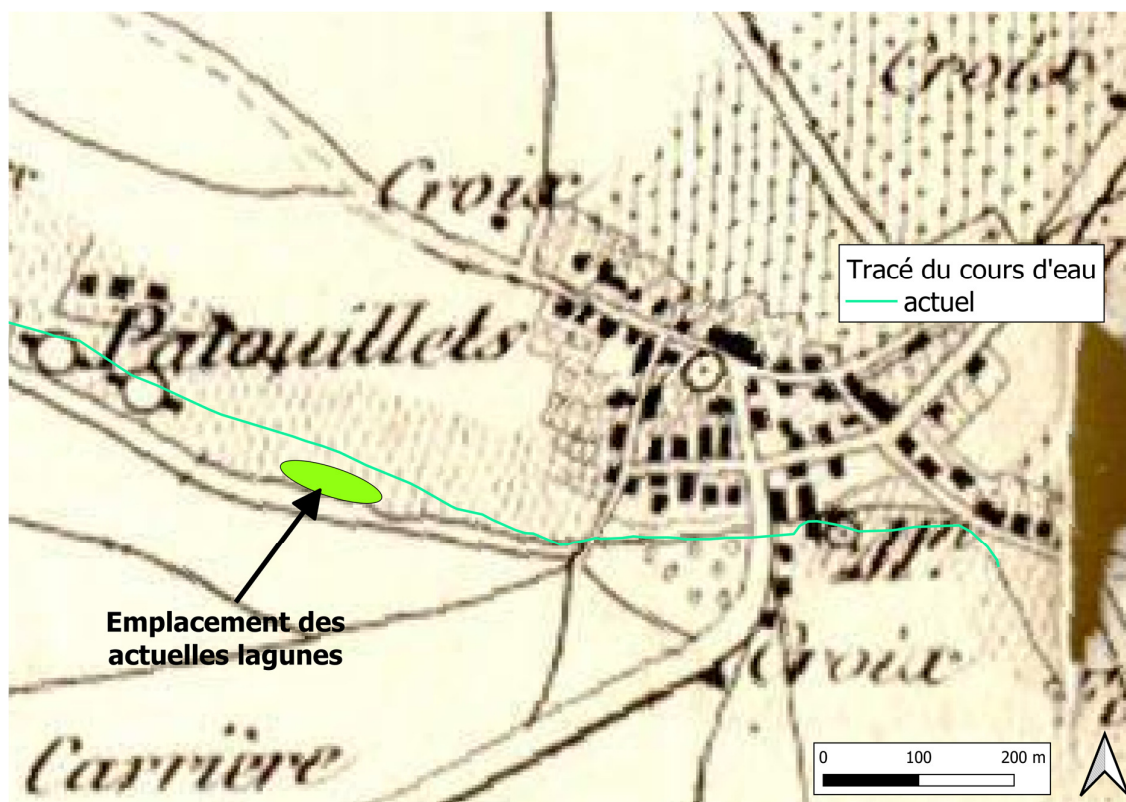 Croix
Croix
Tracé du cours d'eau
actuel
Patouillets
Emplacement des
actuelles lagunes
Croix
Carrière
0 100 200 m